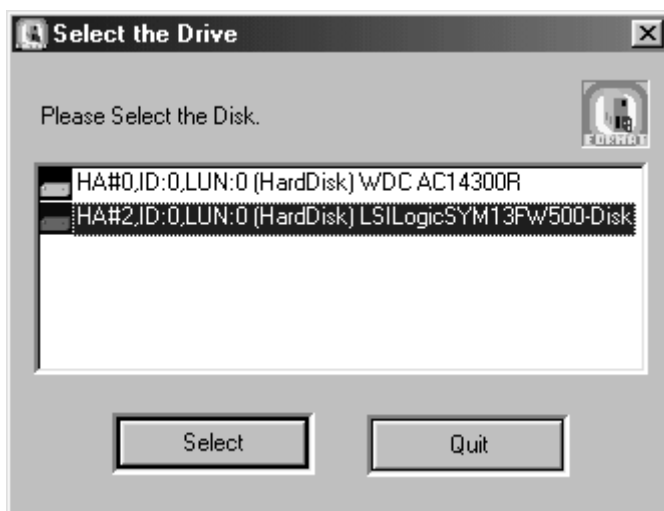 Select the Drive
Please Select the Disk.
FORMAT
HA#0,ID:0,LUN:0 (HardDisk) WDC AC14300R
HA#2,ID:0,LUN:0 (HardDisk) LSILogicSYM13FW500-Disk
Select
Quit